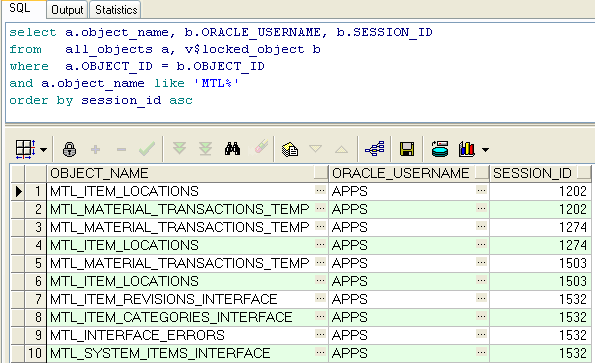 SQL Output Statistics
select a.object_name, b.ORACLE_USERNAME, b.SESSION_ID
from all_objects a, v$locked_object b
where a.OBJECT_ID = b.OBJECT_ID
and a.object_name like 'MTL%'
order by session_id asc
OBJECT_NAME ORACLE_USERNAME SESSION_ID
1 MTL_ITEM_LOCATIONS ... APPS ... 1202
2 MTL_MATERIAL_TRANSACTIONS_TEMP ... APPS ... 1202
3 MTL_MATERIAL_TRANSACTIONS_TEMP ... APPS ... 1274
4 MTL_ITEM_LOCATIONS ... APPS ... 1274
5 MTL_MATERIAL_TRANSACTIONS_TEMP ... APPS ... 1503
6 MTL_ITEM_LOCATIONS ... APPS ... 1503
7 MTL_ITEM_REVISIONS_INTERFACE ... APPS ... 1532
8 MTL_ITEM_CATEGORIES_INTERFACE ... APPS ... 1532
9 MTL_INTERFACE_ERRORS ... APPS ... 1532
10 MTL_SYSTEM_ITEMS_INTERFACE ... APPS ... 1532